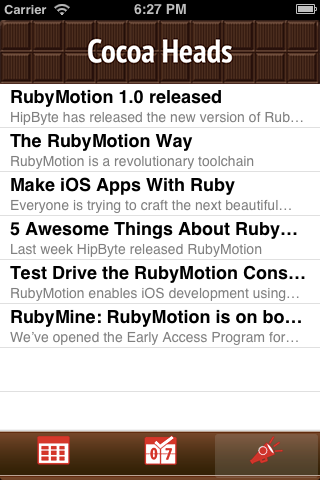 Carrier 6:27 PM
Cocoa Heads
RubyMotion 1.0 released
HipByte has released the new version of Rub…
The RubyMotion Way
RubyMotion is a revolutionary toolchain
Make iOS Apps With Ruby
Everyone is trying to craft the next beautiful…
5 Awesome Things About Ruby…
Last week HipByte released RubyMotion
Test Drive the RubyMotion Cons…
RubyMotion enables iOS development using…
RubyMine: RubyMotion is on bo…
We’ve opened the Early Access Program for…
07